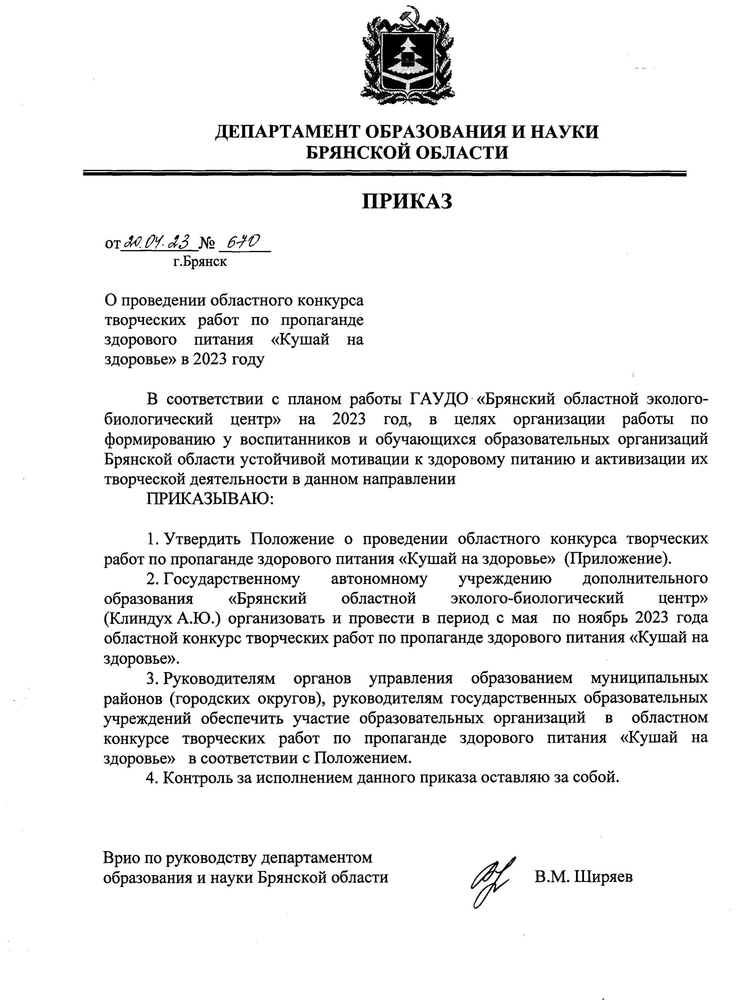 ДЕПАРТАМЕНТ ОБРАЗОВАНИЯ И НАУКИ
БРЯНСКОЙ ОБЛАСТИ
ПРИКАЗ
от 20.04.23 № 670
г.Брянск
О проведении областного конкурса
творческих работ по пропаганде
здорового питания «Кушай на
здоровье» в 2023 году
В соответствии с планом работы ГАУДО «Брянский областной эколого-
биологический центр» на 2023 год, в целях организации работы по
формированию у воспитанников и обучающихся образовательных организаций
Брянской области устойчивой мотивации к здоровому питанию и активизации их
творческой деятельности в данном направлении
ПРИКАЗЫВАЮ:
1. Утвердить Положение о проведении областного конкурса творческих
работ по пропаганде здорового питания «Кушай на здоровье» (Приложение).
2. Государственному автономному учреждению дополнительного
образования «Брянский областной эколого-биологический центр»
(Клиндух А.Ю.) организовать и провести в период с мая по ноябрь 2023 года
областной конкурс творческих работ по пропаганде здорового питания «Кушай на
здоровье».
3. Руководителям органов управления образованием муниципальных
районов (городских округов), руководителям государственных образовательных
учреждений обеспечить участие образовательных организаций в областном
конкурсе творческих работ по пропаганде здорового питания «Кушай на
здоровье» в соответствии с Положением.
4. Контроль за исполнением данного приказа оставляю за собой.
Врио по руководству департаментом
образования и науки Брянской области В.М. Ширяев